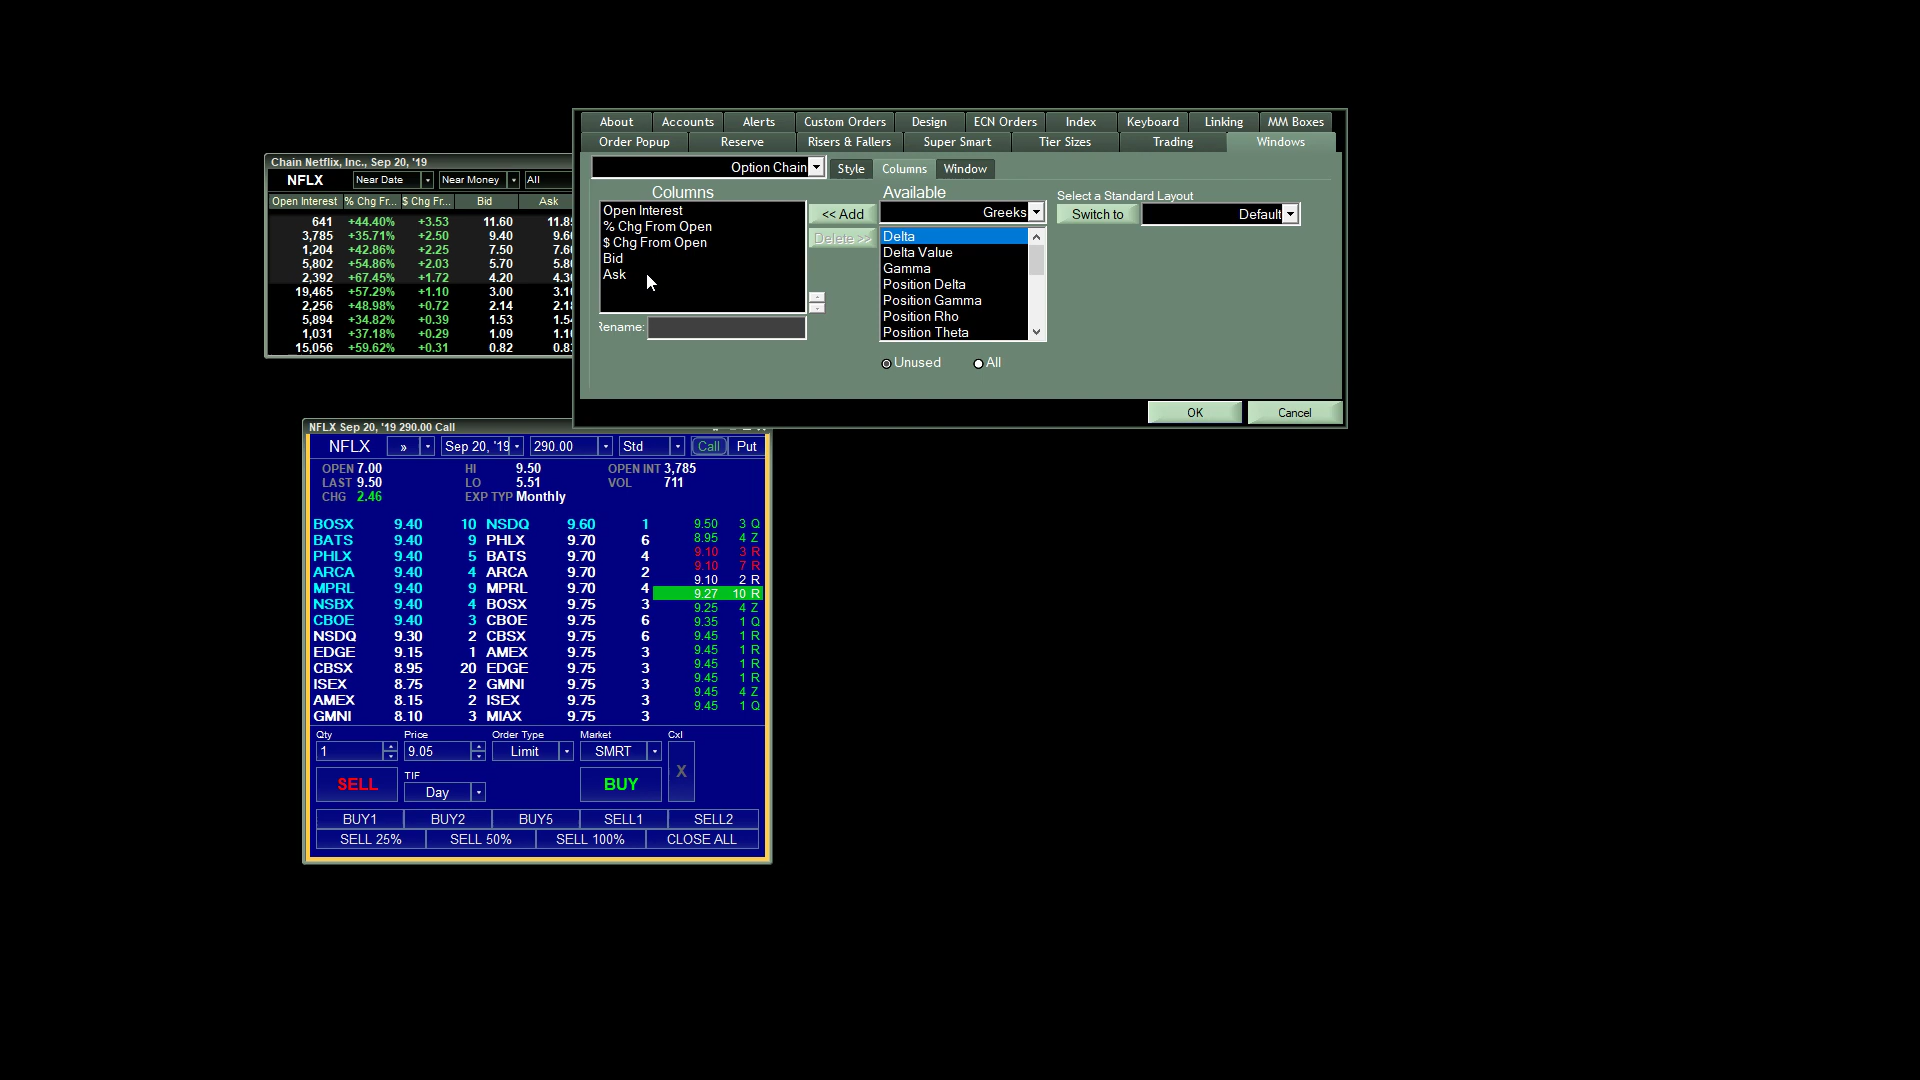 About Accounts Alerts Custom Orders Design ECN Orders Index Keyboard Linking MM Boxes
Order Popup Reserve Risers & Fallers Super Smart Tier Sizes Trading Windows
Option Chain Style Columns Window
Columns Available Select a Standard Layout
<< Add Greeks Switch to Default
Delete >>
Open Interest
% Chg From Open
$ Chg From Open
Bid
Ask
Rename:
Delta
Delta Value
Gamma
Position Delta
Position Gamma
Position Rho
Position Theta
Unused All
OK Cancel
Chain Netflix, Inc., Sep 20, '19
NFLX Near Date Near Money All
Open Interest % Chg Fr... $ Chg Fr... Bid Ask
641 +44.40% +3.53 11.60
3,785 +35.71% +2.50 9.40
1,204 +42.86% +2.25 7.50
5,802 +54.86% +2.03 5.70
2,392 +67.45% +1.72 4.20
19,465 +57.29% +1.10 3.00
2,256 +48.98% +0.72 2.14
5,894 +34.82% +0.39 1.53
1,031 +37.18% +0.29 1.09
15,056 +59.62% +0.31 0.82
NFLX Sep 20, '19 290.00 Call
NFLX » Sep 20, '19 290.00 Std Call Put
OPEN 7.00 HI 9.50 OPEN INT 3,785
LAST 9.50 LO 5.51 VOL 711
CHG 2.46 EXP TYP Monthly
BOSX 9.40 10 NSDQ 9.60 1
BATS 9.40 9 PHLX 9.70 6
PHLX 9.40 5 BATS 9.70 4
ARCA 9.40 4 ARCA 9.70 2
MPRL 9.40 9 MPRL 9.70 4
NSBX 9.40 4 BOSX 9.75 3
CBOE 9.40 3 CBOE 9.75 6
NSDQ 9.30 2 CBSX 9.75 6
EDGE 9.15 1 AMEX 9.75 3
CBSX 8.95 20 EDGE 9.75 3
ISEX 8.75 2 GMNI 9.75 3
AMEX 8.15 2 ISEX 9.75 3
GMNI 8.10 3 MIAX 9.75 3
9.50 3 Q
8.95 4 Z
9.10 3 R
9.10 7 R
9.10 2 R
9.27 10 R
9.25 4 Z
9.35 1 Q
9.45 1 R
9.45 1 R
9.45 1 R
9.45 1 R
9.45 4 Z
9.45 1 Q
Qty Price Order Type Market Cxl
1 9.05 Limit SMRT X
SELL TIF BUY
Day
BUY1 BUY2 BUY5 SELL1 SELL2
SELL 25% SELL 50% SELL 100% CLOSE ALL